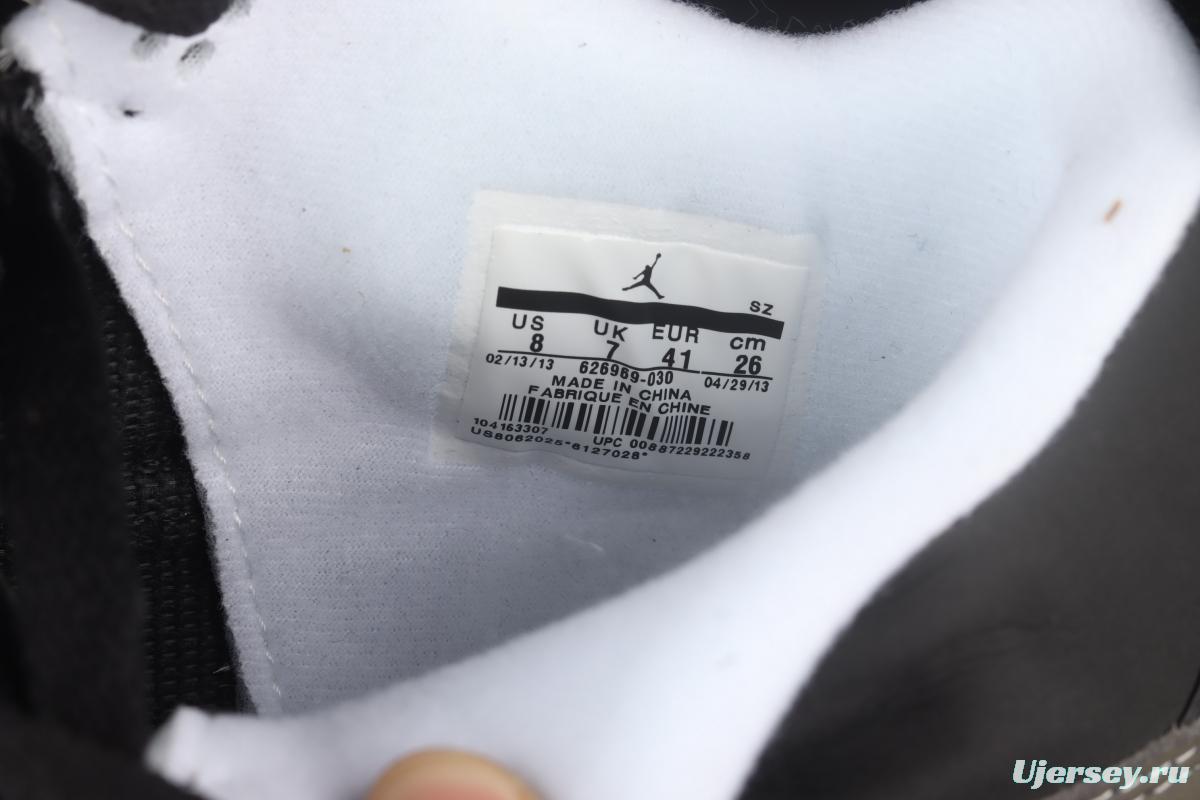 SZ
US UK EUR cm
8 7 41 26
02/13/13 626969-030 04/29/13
MADE IN CHINA
FABRIQUE EN CHINE
104163307 UPC 00887229222358
US8062025*6127028*
Ujersey.ru